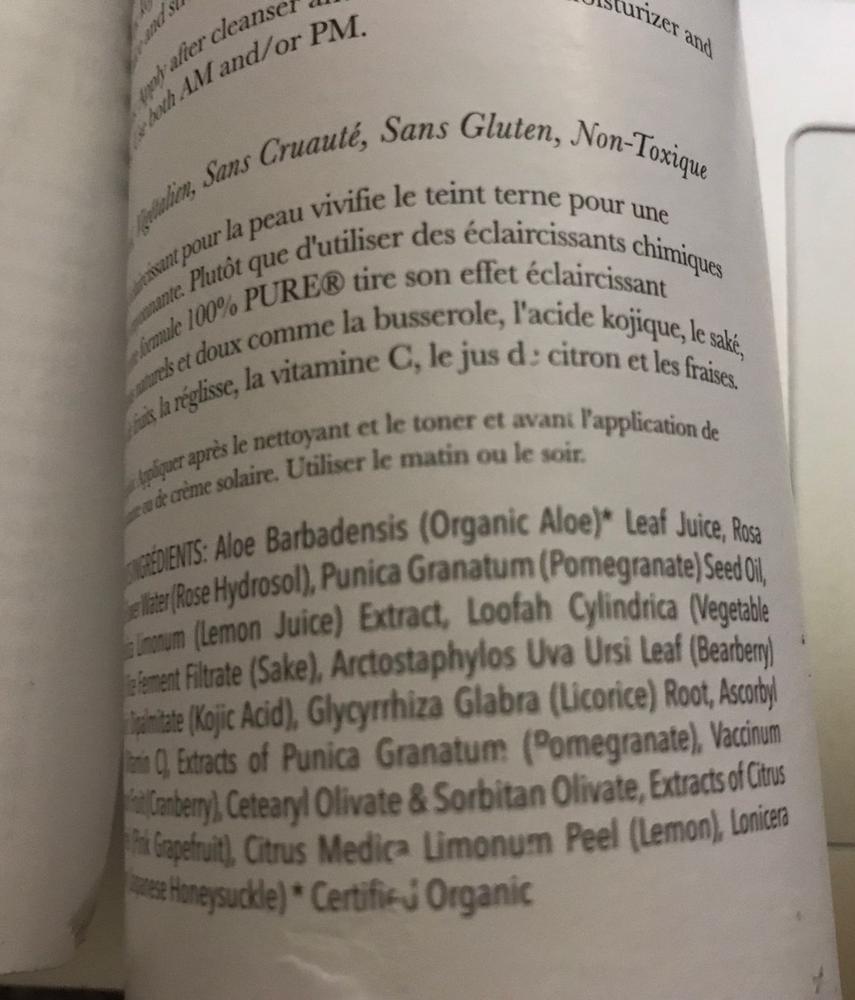 and
Apply after cleanser
moisturizer and
Use both AM and/or PM.
Végétalien, Sans Cruauté, Sans Gluten, Non-Toxique
pour la peau vivifie le teint terne pour une
Plutôt que d'utiliser des éclaircissants chimiques
formule 100% PURE® tire son effet éclaircissant
naturels et doux comme la busserole, l'acide kojique, le saké,
fruits, la réglisse, la vitamine C, le jus de citron et les fraises.
Appliquer après le nettoyant et le toner et avant l'application de
ou de crème solaire. Utiliser le matin ou le soir.
INGRÉDIENTS: Aloe Barbadensis (Organic Aloe)* Leaf Juice, Rosa
Water (Rose Hydrosol), Punica Granatum (Pomegranate) Seed Oil,
Limonum (Lemon Juice) Extract, Loofah Cylindrica (Vegetable
Ferment Filtrate (Sake), Arctostaphylos Uva Ursi Leaf (Bearberry)
Dipalmitate (Kojic Acid), Glycyrrhiza Glabra (Licorice) Root, Ascorbyl
C), Extracts of Punica Granatum (Pomegranate), Vaccinum
Fruit (Cranberry), Cetearyl Olivate & Sorbitan Olivate, Extracts of Citrus
(Pink Grapefruit), Citrus Medica Limonum Peel (Lemon), Lonicera
(Japanese Honeysuckle) * Certified Organic